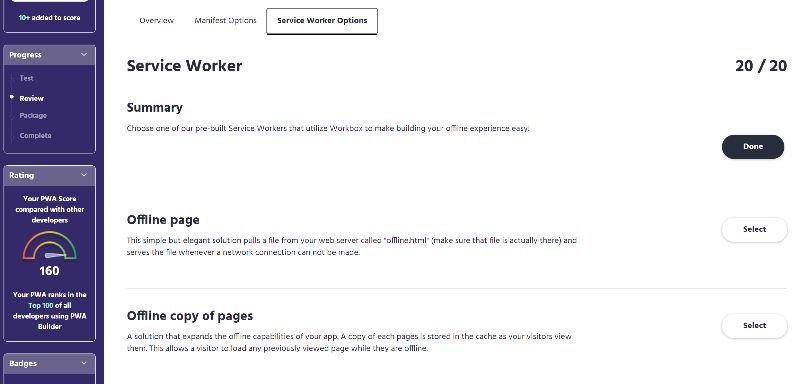 10+ added to score
Progress
Test
Review
Package
Complete
Rating
Your PWA Score
compared with other
developers
160
Your PWA ranks in the
Top 100 of all
developers using PWA
Builder
Badges
Overview
Manifest Options
Service Worker Options
Service Worker
20 / 20
Summary
Choose one of our pre-built Service Workers that utilize Workbox to make building your offline experience easy!
Done
Offline page
This simple but elegant solution pulls a file from your web server called "offline.html" (make sure that file is actually there) and
serves the file whenever a network connection can not be made.
Select
Offline copy of pages
A solution that expands the offline capabilities of your app. A copy of each pages is stored in the cache as your visitors view
them. This allows a visitor to load any previously viewed page while they are offline.
Select